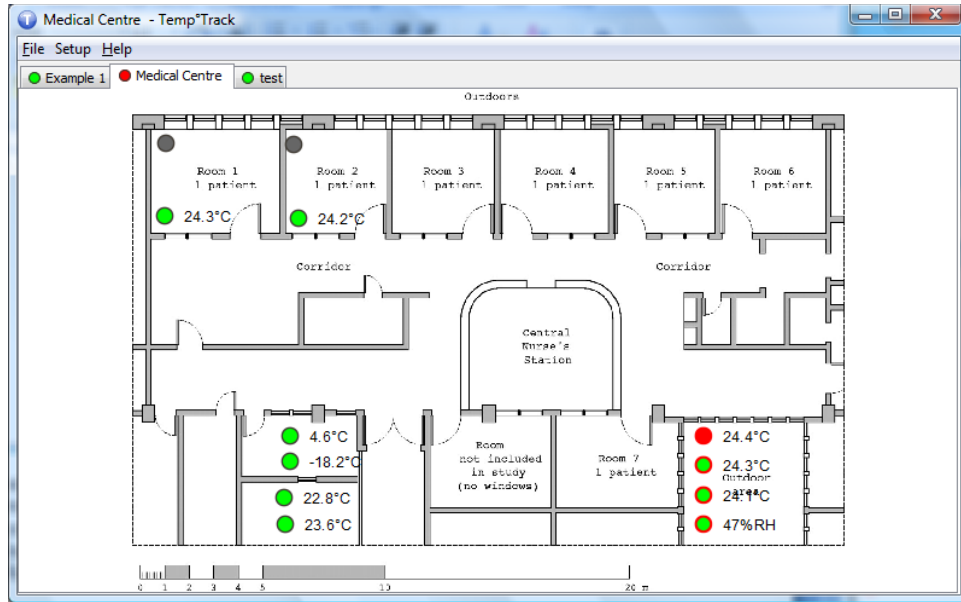 Medical Centre - Temp°Track
File Setup Help
Example 1 Medical Centre test
Outdoors
Room 1
1 patient
Room 2
1 patient
Room 3
1 patient
Room 4
1 patient
Room 5
1 patient
Room 6
1 patient
24.3°C
24.2°C
Corridor
Corridor
Central
Nurse's
Station
4.6°C
-18.2°C
22.8°C
23.6°C
Room
not included
in study
(no windows)
Room 7
1 patient
24.4°C
24.3°C
Outdoor
area
24.1°C
47%RH
0 1 2 3 4 5 10 20 m